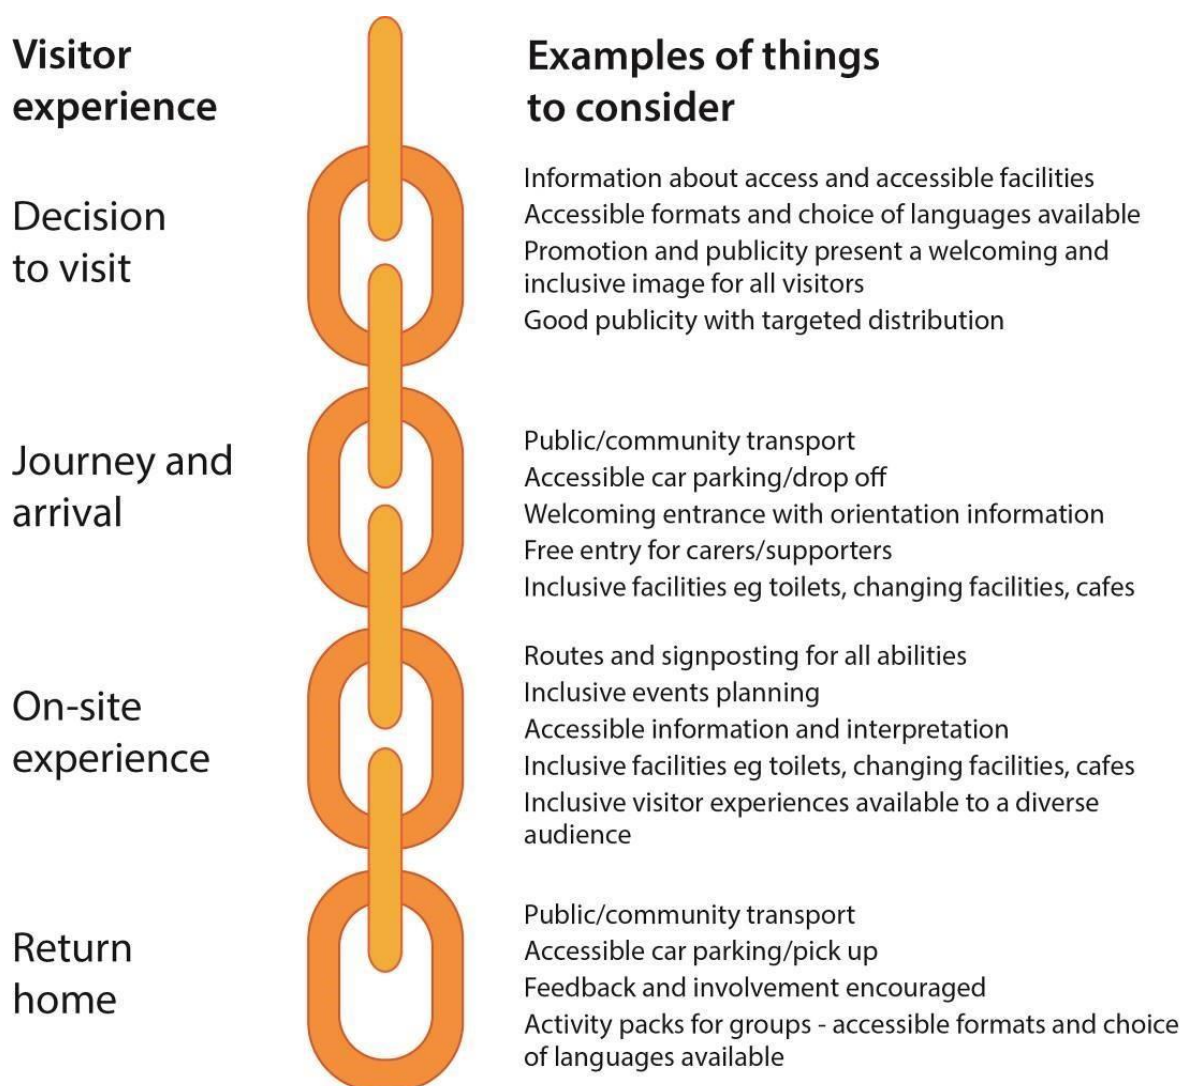 Visitor
experience
Examples of things
to consider
Decision
to visit
Information about access and accessible facilities
Accessible formats and choice of languages available
Promotion and publicity present a welcoming and
inclusive image for all visitors
Good publicity with targeted distribution
Journey and
arrival
Public/community transport
Accessible car parking/drop off
Welcoming entrance with orientation information
Free entry for carers/supporters
Inclusive facilities eg toilets, changing facilities, cafes
On-site
experience
Routes and signposting for all abilities
Inclusive events planning
Accessible information and interpretation
Inclusive facilities eg toilets, changing facilities, cafes
Inclusive visitor experiences available to a diverse
audience
Return
home
Public/community transport
Accessible car parking/pick up
Feedback and involvement encouraged
Activity packs for groups - accessible formats and choice
of languages available